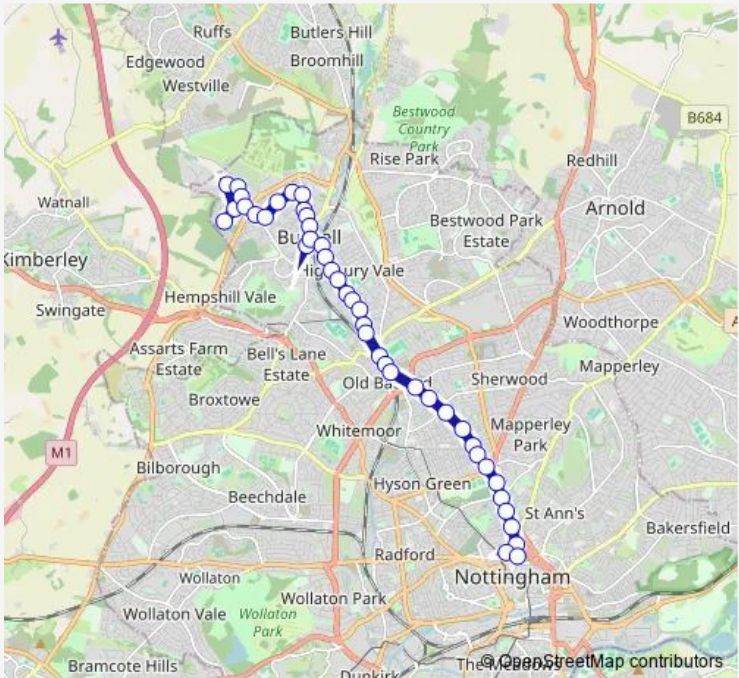 Ruffs
Butlers Hill
Edgewood
Broomhill
Westville
Bestwood
Country
Park
B684
Rise Park
Redhill
Watnall
Arnold
Bestwood Park
Estate
Kimberley
Hempshill Vale
Swingate
Woodthorpe
Assarts Farm
Estate
Bell's Lane
Estate
Mapperley
Sherwood
Broxtowe
Whitemoor
Mapperley
Park
M1
Bilborough
Hyson Green
Beechdale
St Ann's
Bakersfield
Radford
Wollaton
Nottingham
Wollaton Park
Wollaton Vale
Wollaton
Park
Bramcote Hills
© OpenStreetMap contributors